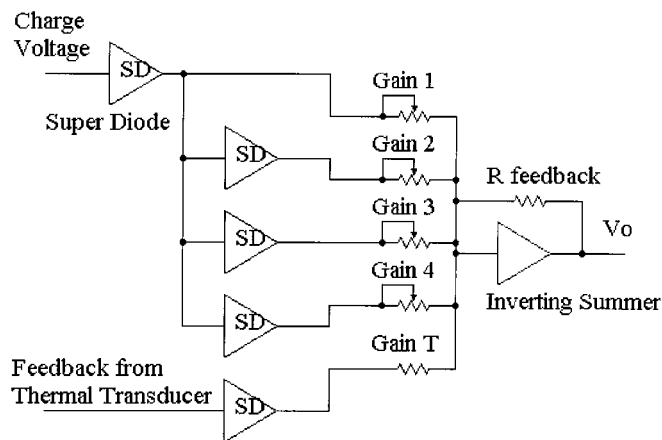 Charge
Voltage
SD
Super Diode
Gain 1
SD
Gain 2
R feedback
SD
Gain 3
Vo
SD
Gain 4
Inverting Summer
Gain T
Feedback from
Thermal Transducer
SD